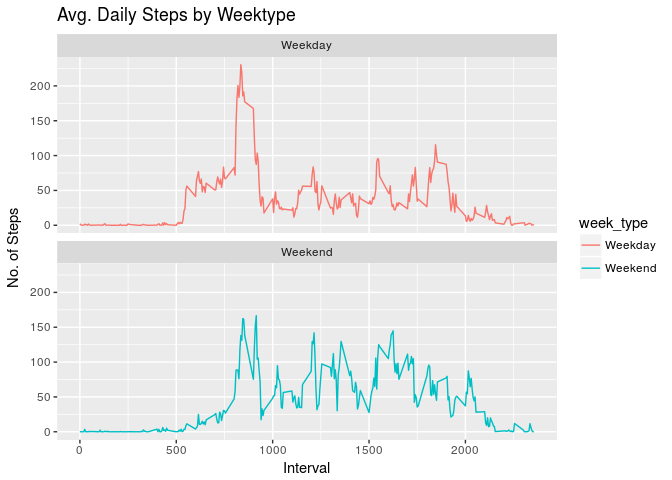 Avg. Daily Steps by Weektype
Weekday
200
150
100
50
0
Weekend
200
150
100
50
0
0 500 1000 1500 2000
Interval
No. of Steps
week_type
Weekday
Weekend